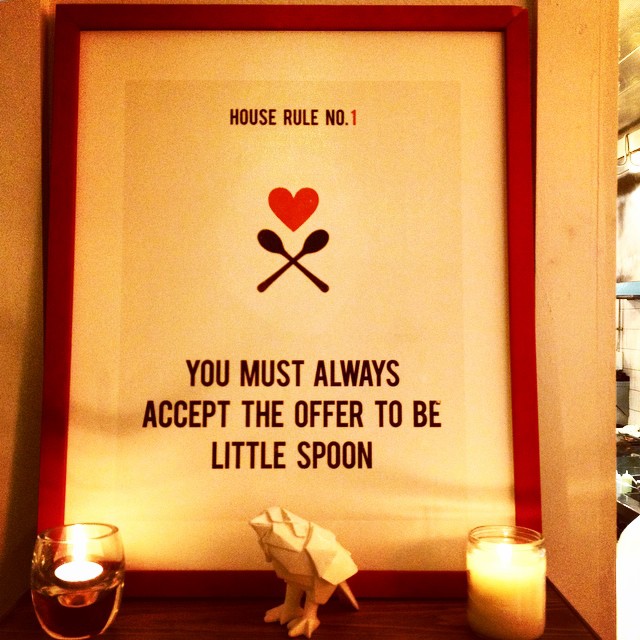 HOUSE RULE NO.1
YOU MUST ALWAYS
ACCEPT THE OFFER TO BE
LITTLE SPOON